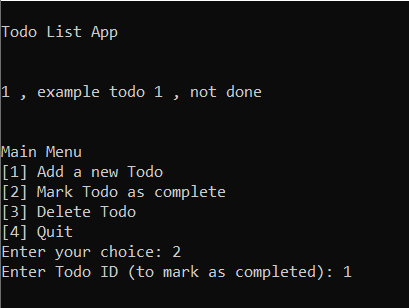 Todo List App
1 , example todo 1 , not done
Main Menu
[1] Add a new Todo
[2] Mark Todo as complete
[3] Delete Todo
[4] Quit
Enter your choice: 2
Enter Todo ID (to mark as completed): 1